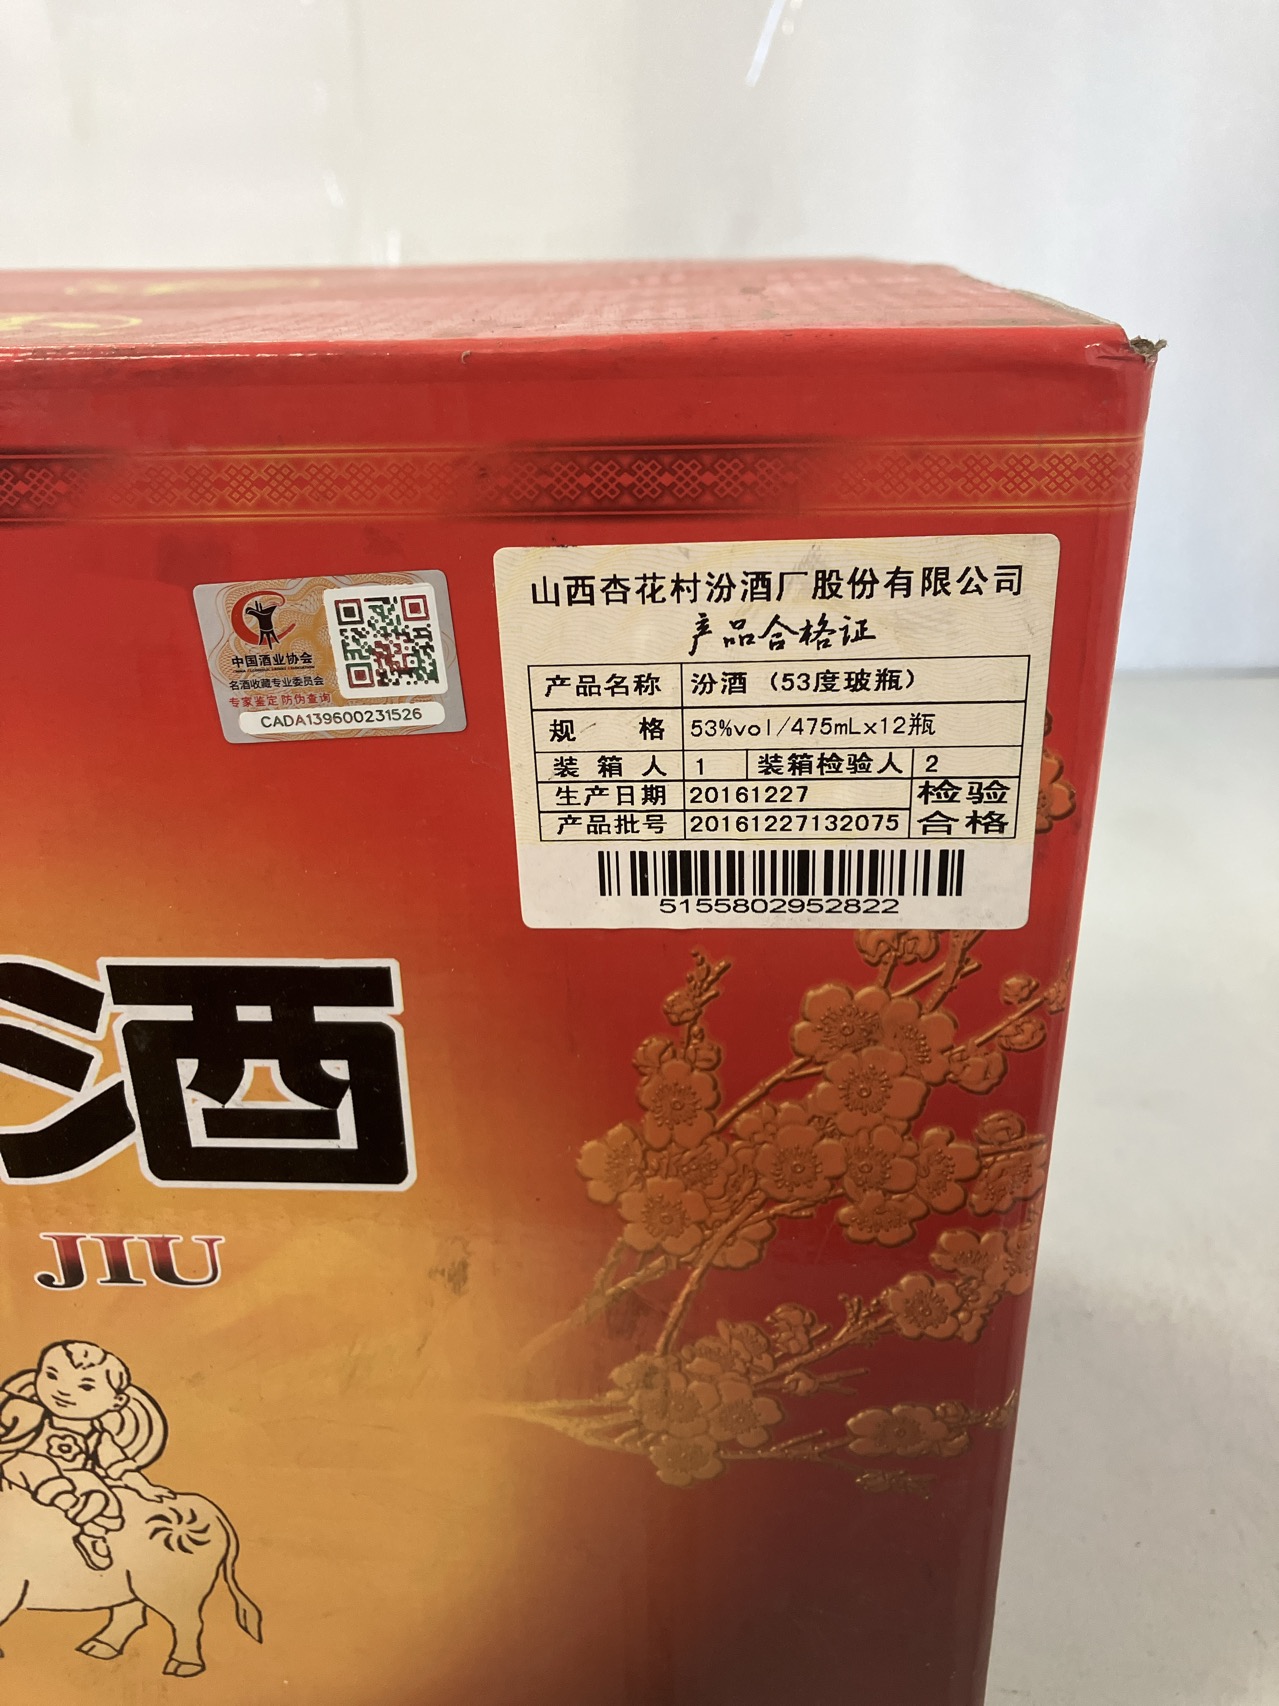 山西杏花村汾酒厂股份有限公司
产品合格证
产品名称 汾酒（53度玻瓶）
规 格 53%vol/475mLx12瓶
装 箱 人 1 装箱检验人 2
生产日期 20161227 检验
产品批号 20161227132075 合格
5155802952822
中国酒业协会
名酒收藏专业委员会
专家鉴定 防伪查询
CADA139600231526
酒
JIU